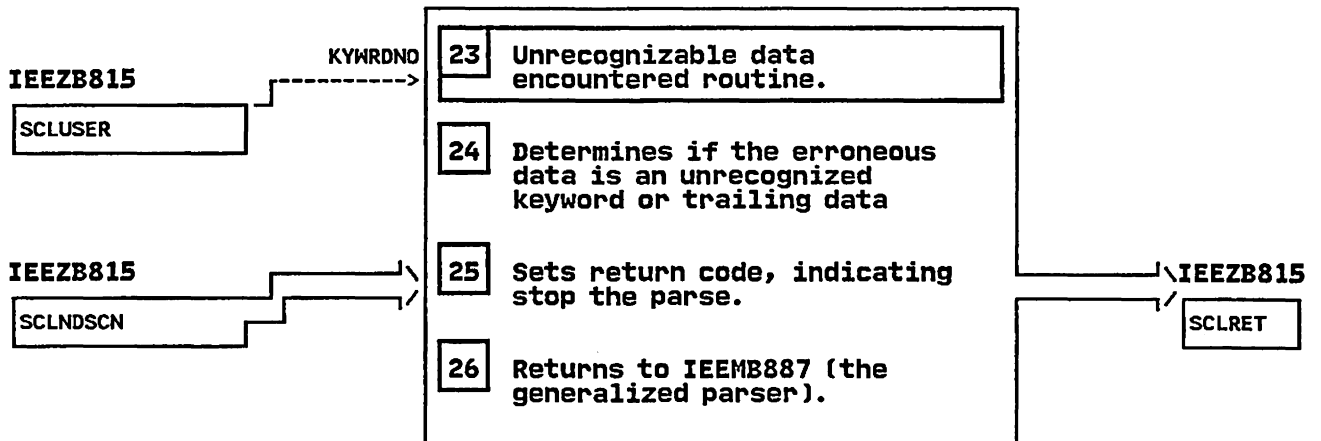 KYWRDNO
IEEZB815
SCLUSER
23 Unrecognizable data
encountered routine.
24 Determines if the erroneous
data is an unrecognized
keyword or trailing data
IEEZB815
SCLNDSCN
25 Sets return code, indicating
stop the parse.
IEEZB815
SCLRET
26 Returns to IEEMB887 (the
generalized parser).